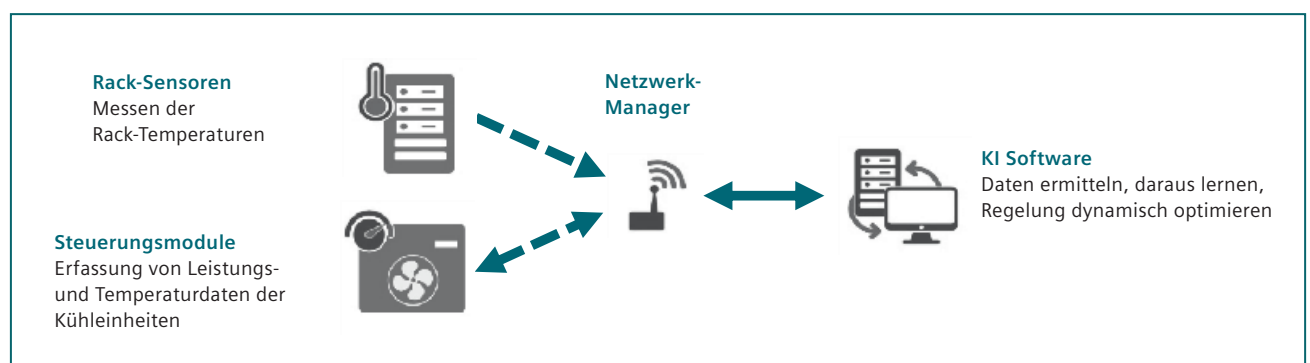 Rack-Sensoren
Messen der
Rack-Temperaturen
Netzwerk-
Manager
KI Software
Daten ermitteln, daraus lernen,
Regelung dynamisch optimieren
Steuerungsmodule
Erfassung von Leistungs-
und Temperaturdaten der
Kühleinheiten